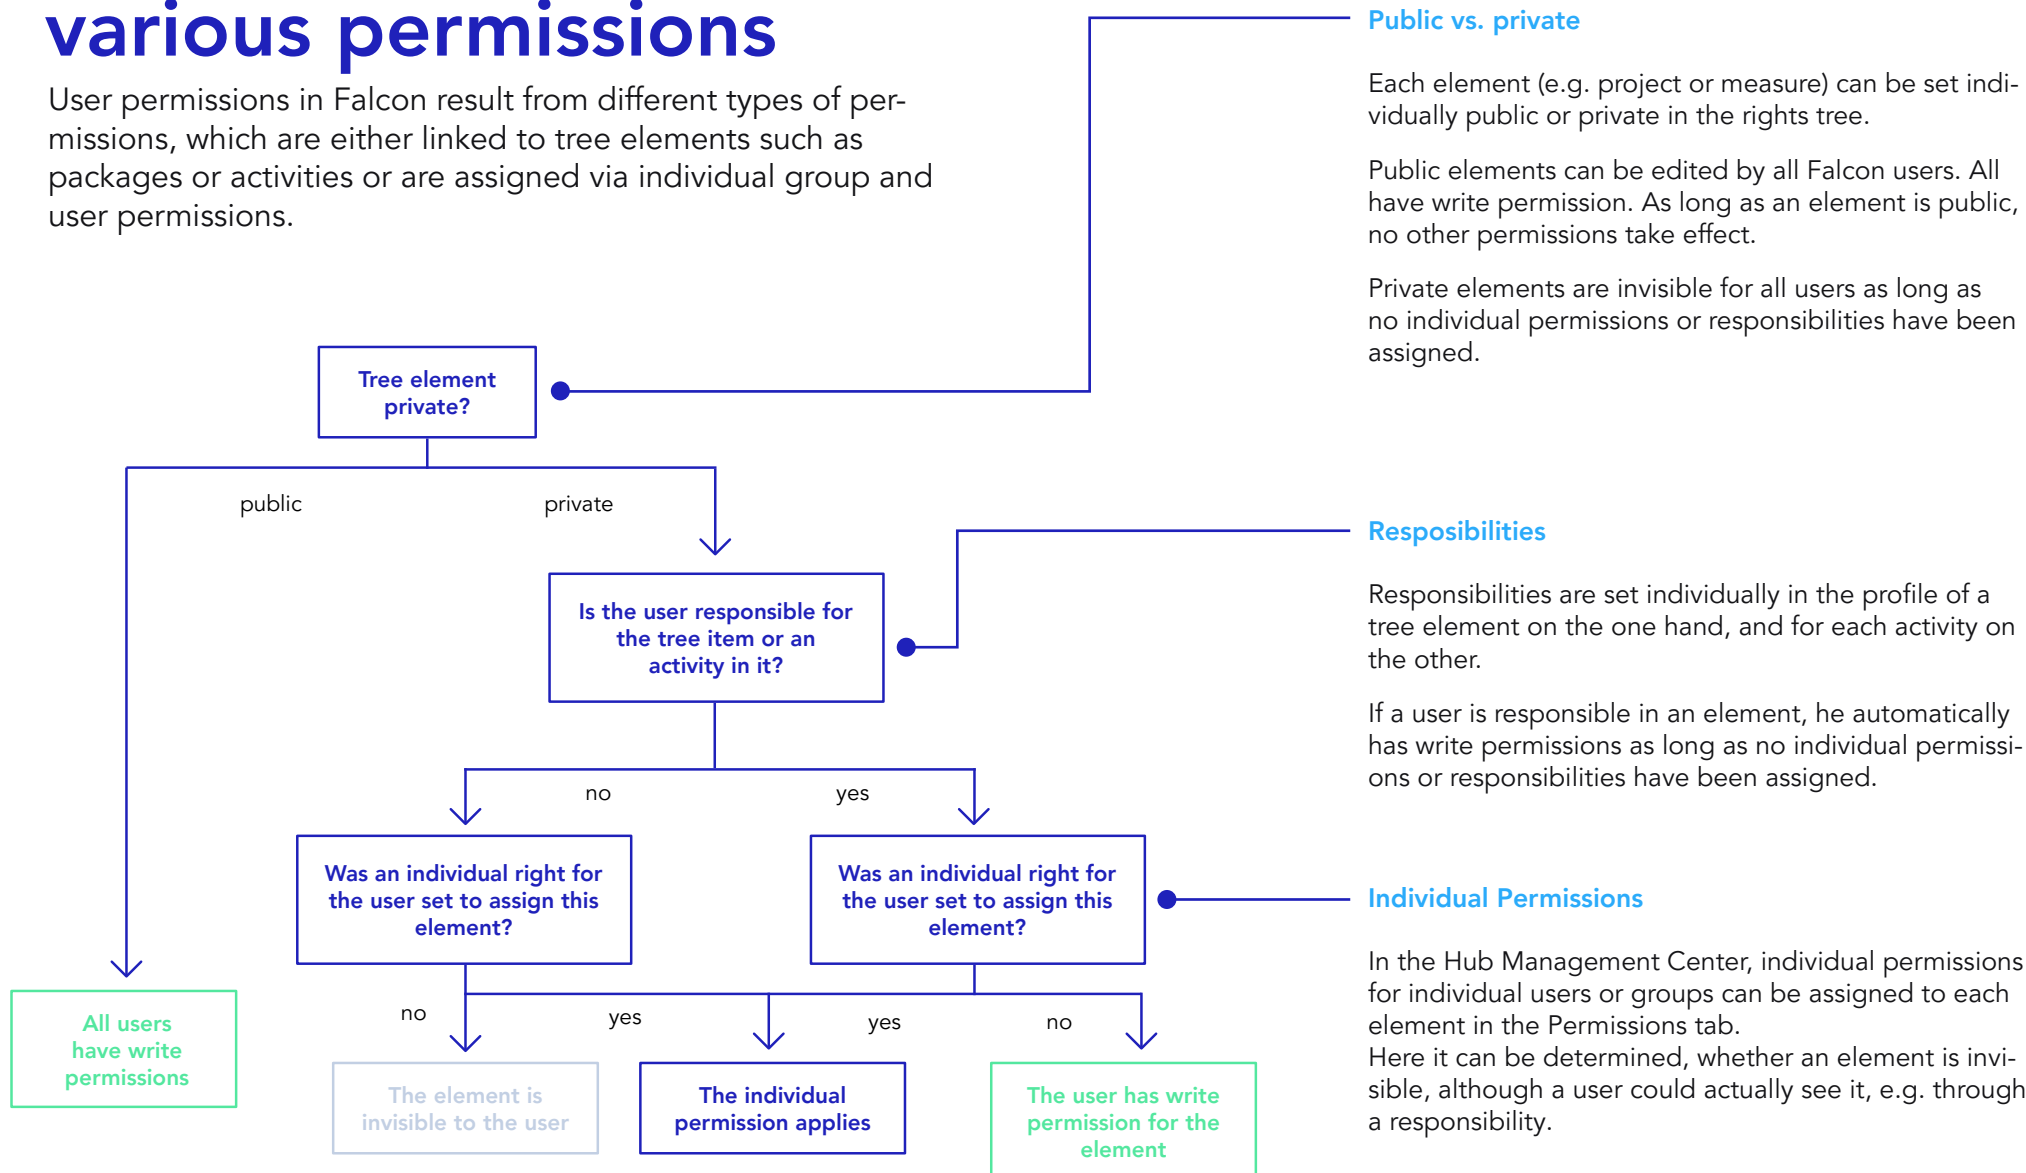 various permissions
User permissions in Falcon result from different types of per-
missions, which are either linked to tree elements such as
packages or activities or are assigned via individual group and
user permissions.
Tree element
private?
public
private
Is the user responsible for
the tree item or an
activity in it?
no
yes
Was an individual right for
the user set to assign this
element?
Was an individual right for
the user set to assign this
element?
no
yes
yes
no
All users
have write
permissions
The element is
invisible to the user
The individual
permission applies
The user has write
permission for the
element
Public vs. private
Each element (e.g. project or measure) can be set indi-
vidually public or private in the rights tree.
Public elements can be edited by all Falcon users. All
have write permission. As long as an element is public,
no other permissions take effect.
Private elements are invisible for all users as long as
no individual permissions or responsibilities have been
assigned.
Resposibilities
Responsibilities are set individually in the profile of a
tree element on the one hand, and for each activity on
the other.
If a user is responsible in an element, he automatically
has write permissions as long as no individual permissi-
ons or responsibilities have been assigned.
Individual Permissions
In the Hub Management Center, individual permissions
for individual users or groups can be assigned to each
element in the Permissions tab.
Here it can be determined, whether an element is invi-
sible, although a user could actually see it, e.g. through
a responsibility.